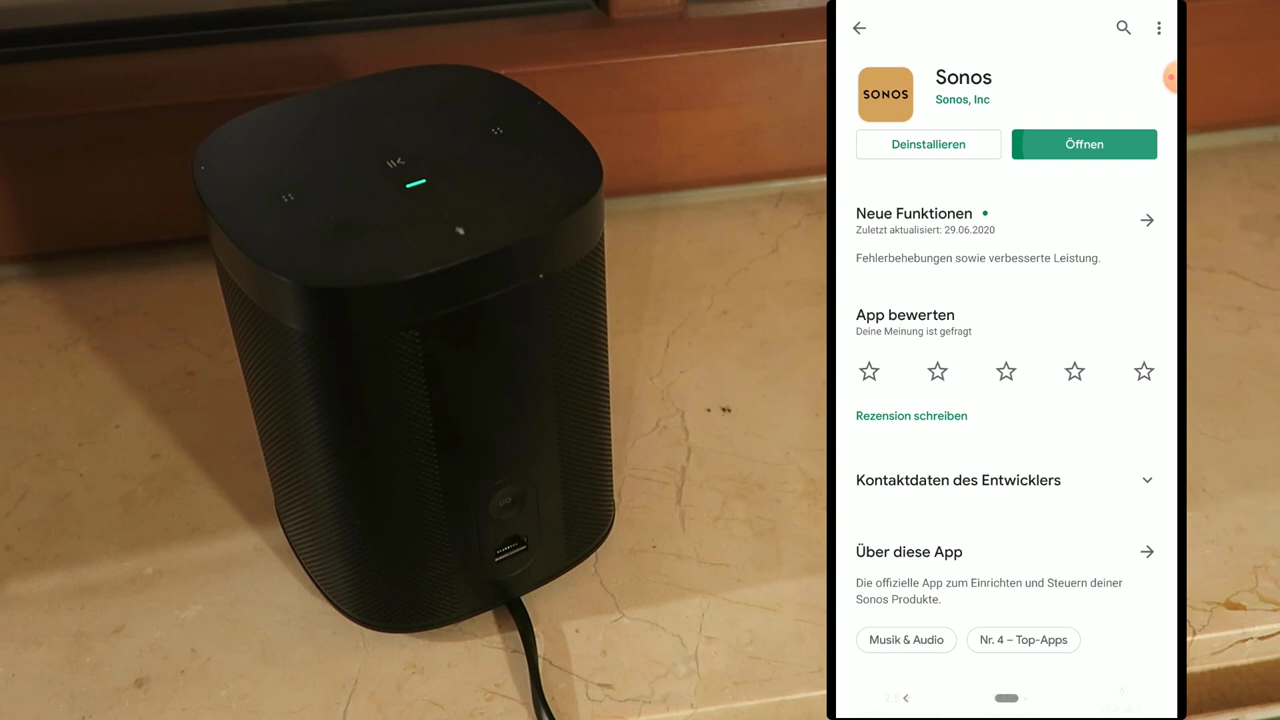 Sonos
SONOS
Sonos, Inc
Deinstallieren
Öffnen
Neue Funktionen
Zuletzt aktualisiert: 29.06.2020
Fehlerbehebungen sowie verbesserte Leistung.
App bewerten
Deine Meinung ist gefragt
Rezension schreiben
Kontaktdaten des Entwicklers
Über diese App
Die offizielle App zum Einrichten und Steuern deiner
Sonos Produkte.
Musik & Audio
Nr. 4 – Top-Apps